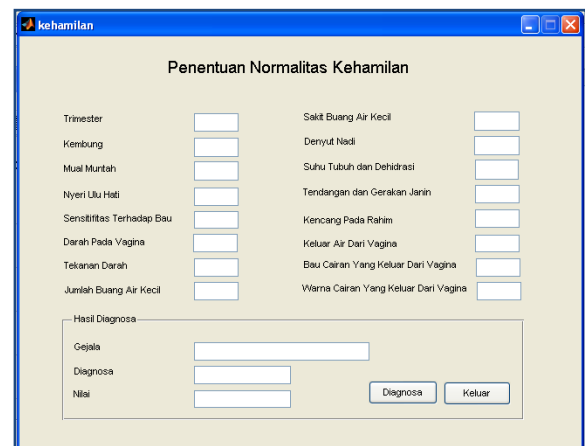 kehamilan
Penentuan Normalitas Kehamilan
Trimester
Kembung
Mual Muntah
Nyeri Ulu Hati
Sensitifitas Terhadap Bau
Darah Pada Vagina
Tekanan Darah
Jumlah Buang Air Kecil
Sakit Buang Air Kecil
Denyut Nadi
Suhu Tubuh dan Dehidrasi
Tendangan dan Gerakan Janin
Kencang Pada Rahim
Keluar Air Dari Vagina
Bau Cairan Yang Keluar Dari Vagina
Warna Cairan Yang Keluar Dari Vagina
Hasil Diagnosa
Gejala
Diagnosa
Nilai
Diagnosa
Keluar